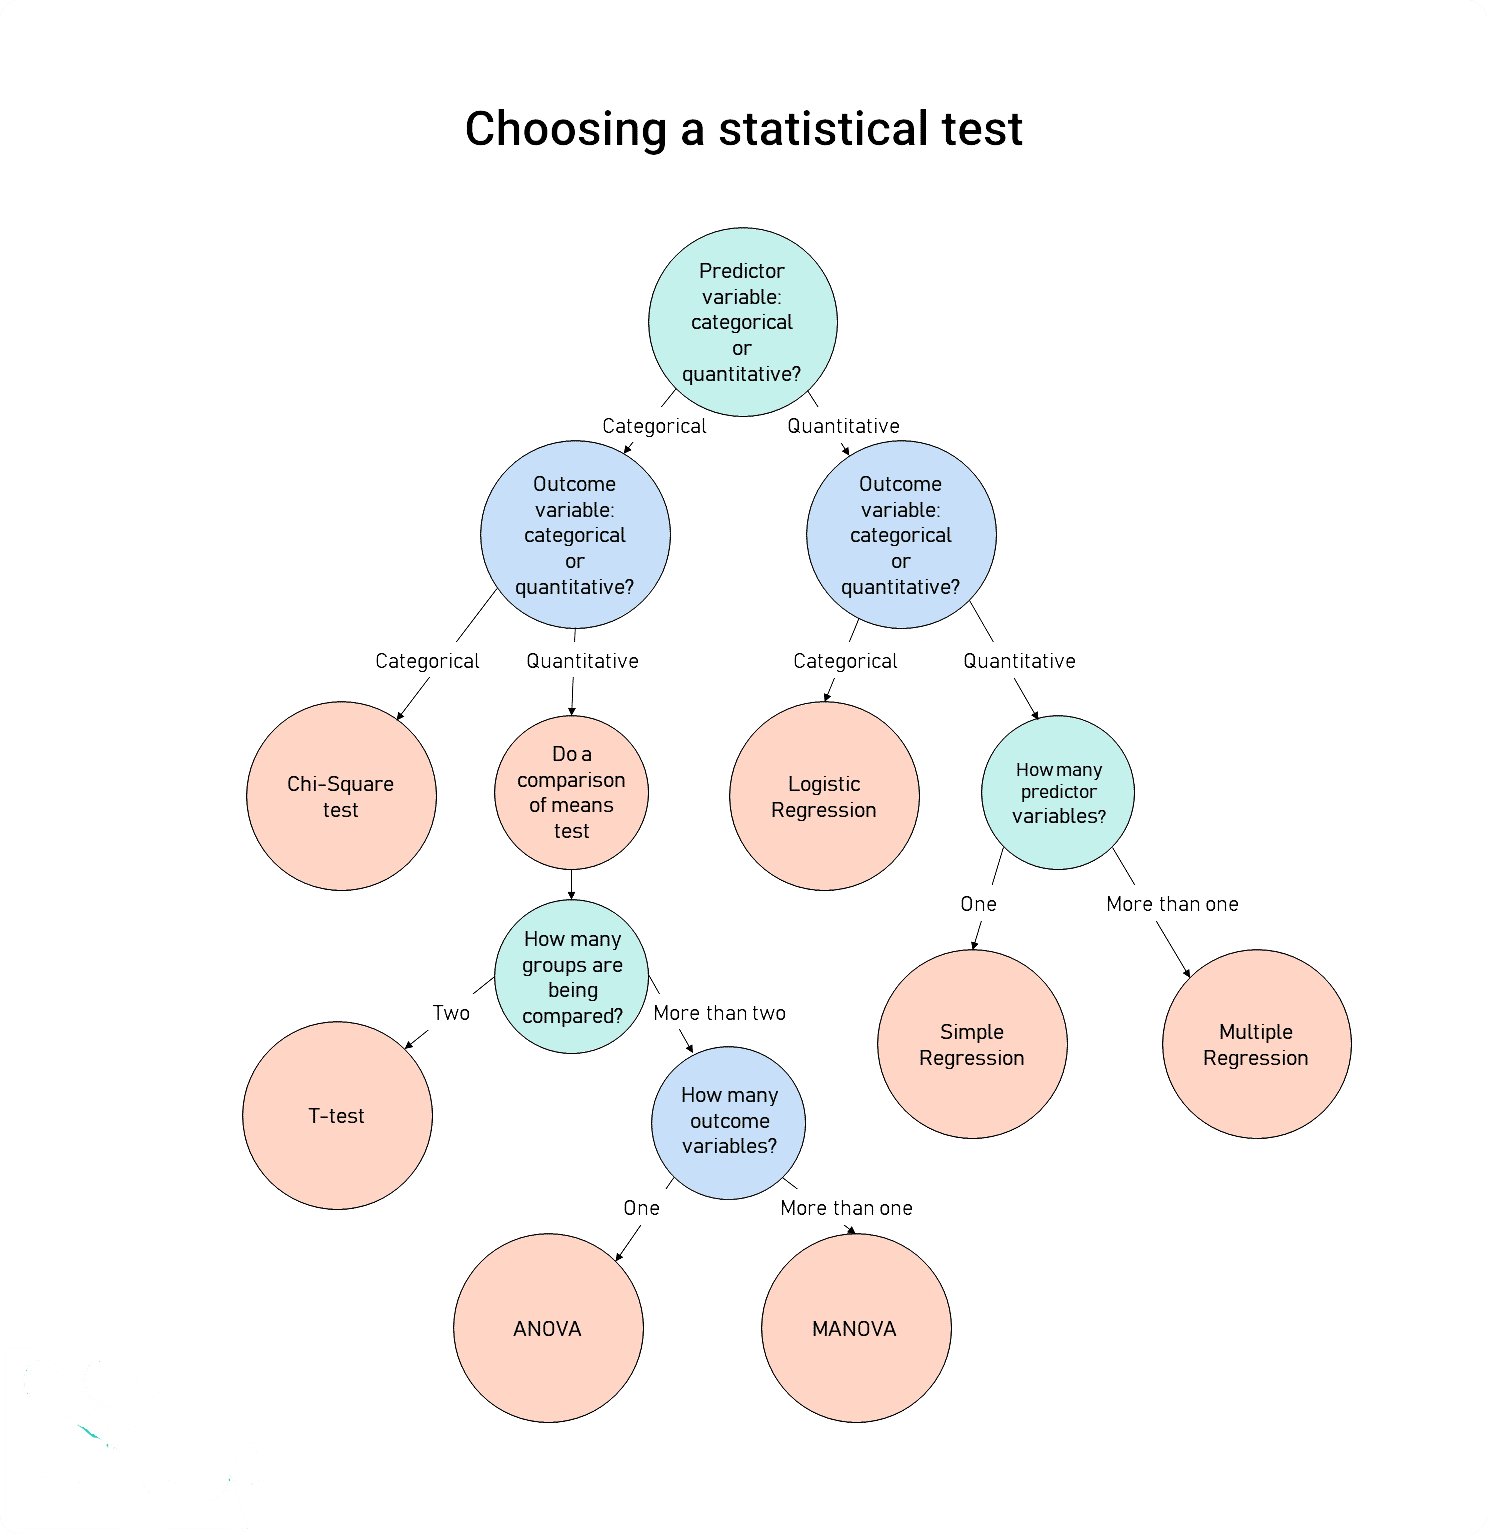 Choosing a statistical test
Predictor
variable:
categorical
or
quantitative?
Categorical
Quantitative
Outcome
variable:
categorical
or
quantitative?
Outcome
variable:
categorical
or
quantitative?
Categorical
Quantitative
Categorical
Quantitative
Chi-Square
test
Do a
comparison
of means
test
Logistic
Regression
How many
predictor
variables?
One
More than one
How many
groups are
being
compared?
Two
More than two
Simple
Regression
Multiple
Regression
T-test
How many
outcome
variables?
One
More than one
ANOVA
MANOVA